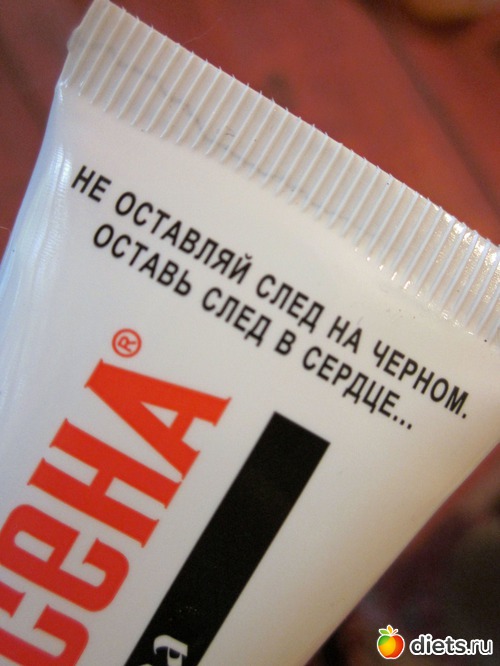 НЕ ОСТАВЛЯЙ СЛЕД НА ЧЕРНОМ.
ОСТАВЬ СЛЕД В СЕРДЦЕ...
сенА®
diets.ru